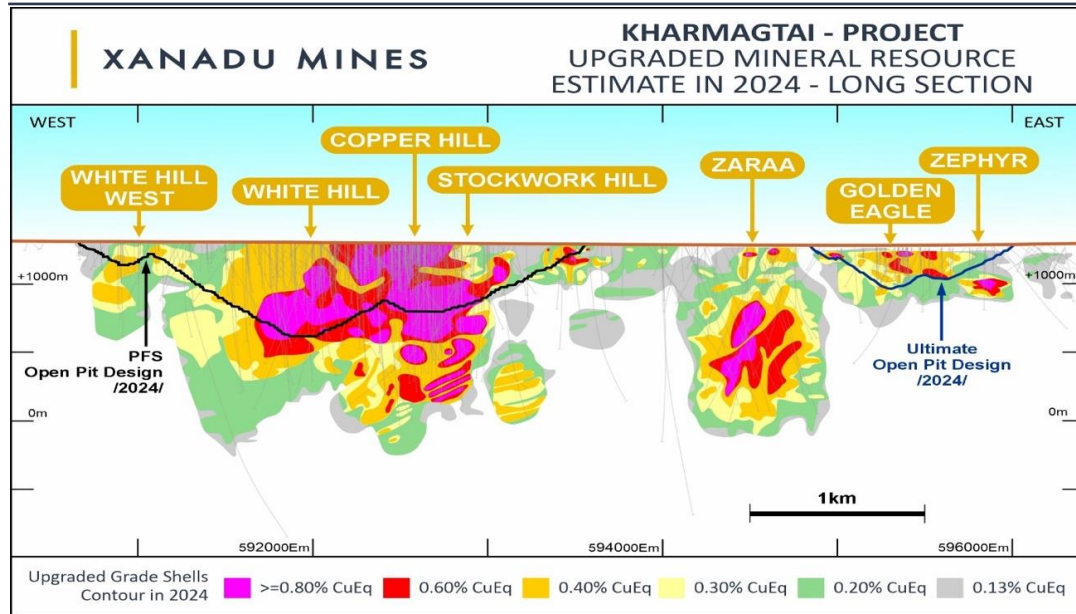 XANADU MINES
KHARMAGTAI - PROJECT
UPGRADED MINERAL RESOURCE
ESTIMATE IN 2024 - LONG SECTION
WEST
EAST
WHITE HILL
WEST
WHITE HILL
COPPER HILL
STOCKWORK HILL
ZARAA
GOLDEN
EAGLE
ZEPHYR
+1000m
+1000m
PFS
Open Pit Design
/2024/
Ultimate
Open Pit Design
/2024/
0m
0m
1km
592000Em
594000Em
596000Em
Upgraded Grade Shells
Contour in 2024
>=0.80% CuEq
0.60% CuEq
0.40% CuEq
0.30% CuEq
0.20% CuEq
0.13% CuEq